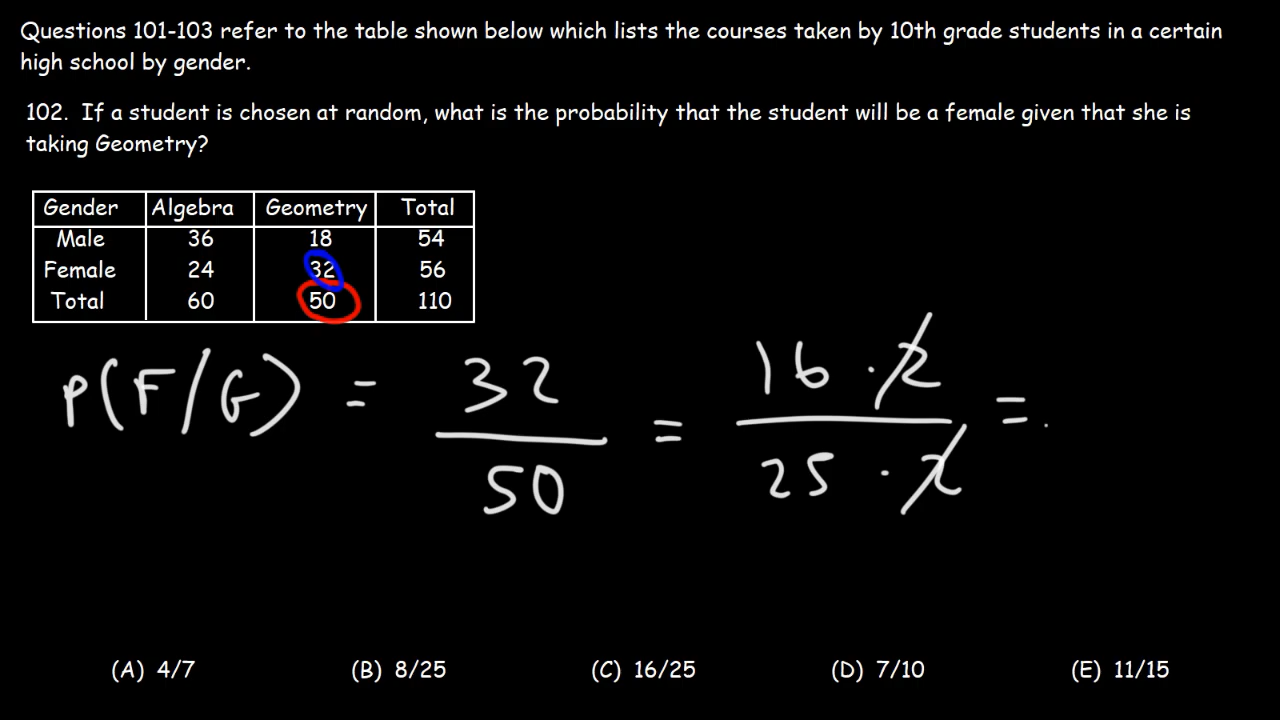 Questions 101-103 refer to the table shown below which lists the courses taken by 10th grade students in a certain
high school by gender.
102. If a student is chosen at random, what is the probability that the student will be a female given that she is
taking Geometry?
Gender Algebra Geometry Total
Male 36 18 54
Female 24 32 56
Total 60 50 110
P(F/G) = 32/50 = 16·2/25·2 =
(A) 4/7 (B) 8/25 (C) 16/25 (D) 7/10 (E) 11/15